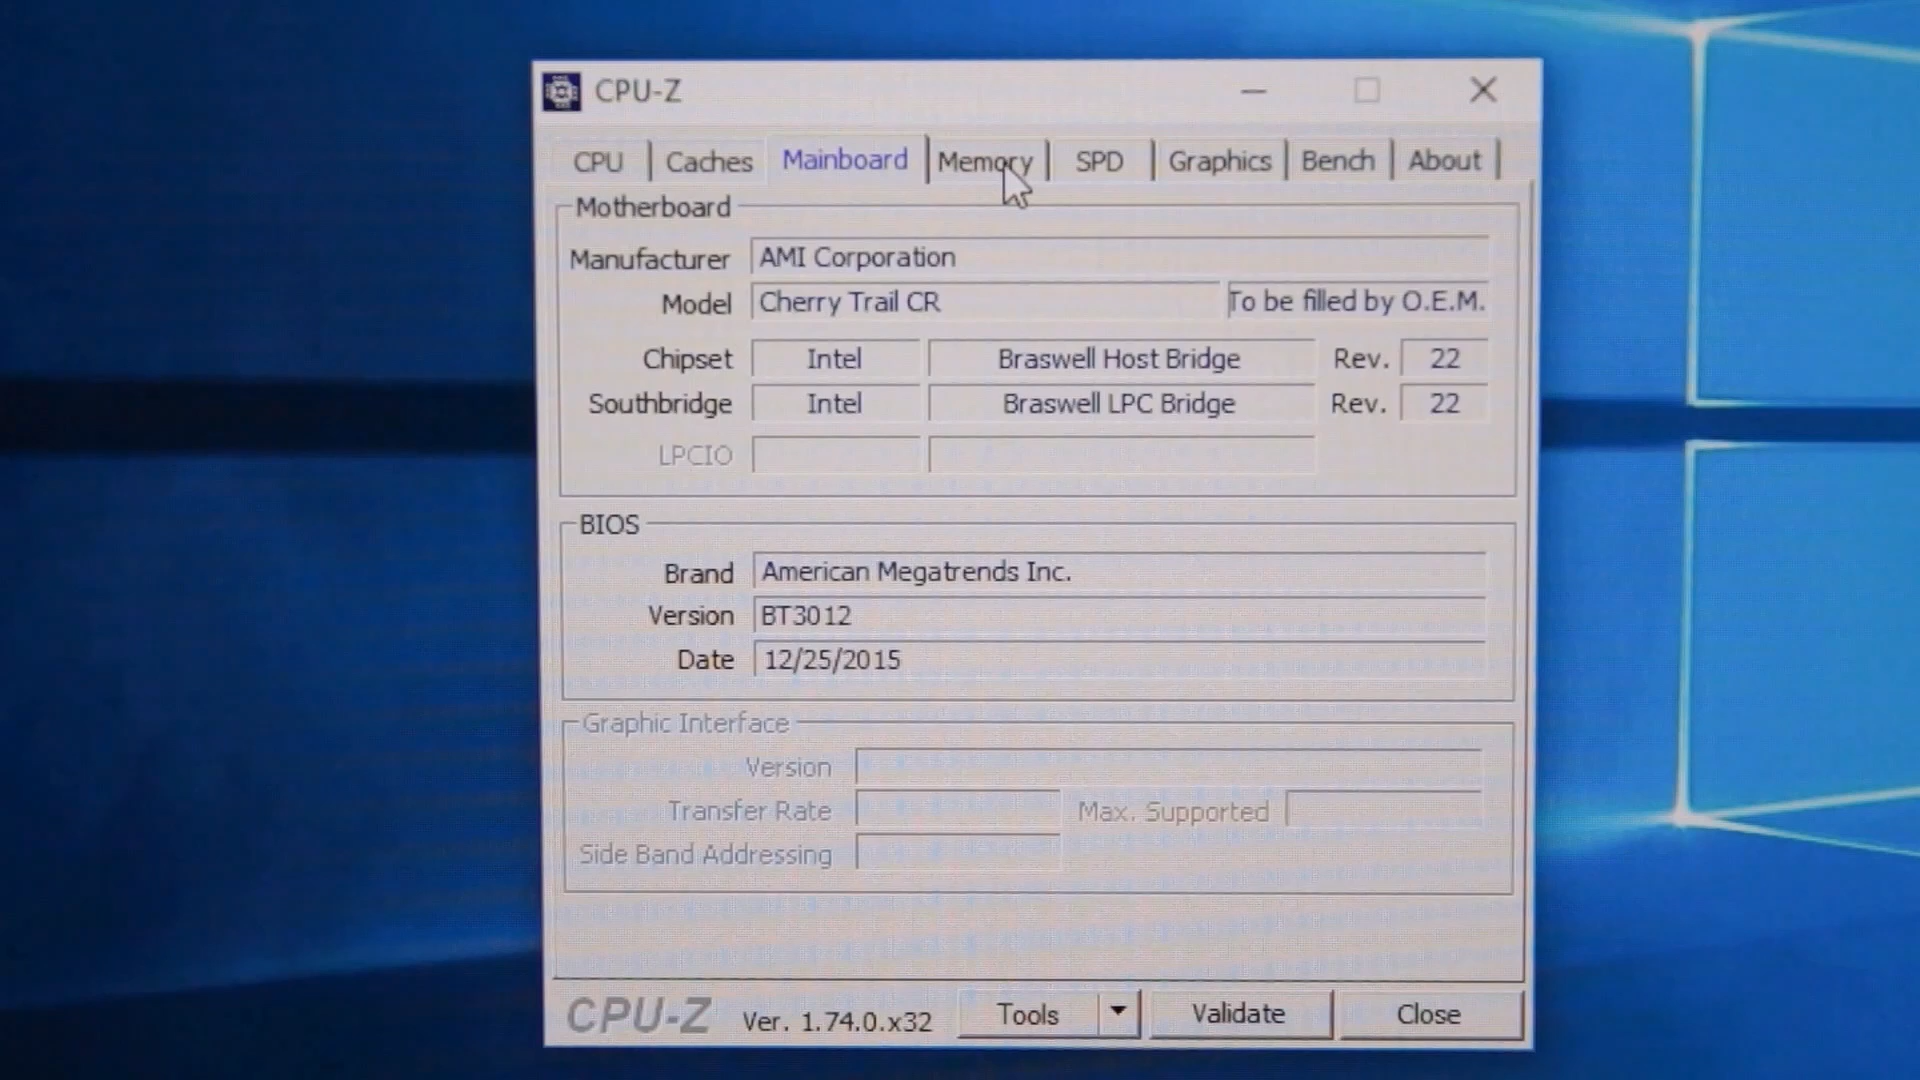 CPU-Z
CPU Caches Mainboard Memory SPD Graphics Bench About
Motherboard
Manufacturer AMI Corporation
Model Cherry Trail CR To be filled by O.E.M.
Chipset Intel Braswell Host Bridge Rev. 22
Southbridge Intel Braswell LPC Bridge Rev. 22
LPCIO
BIOS
Brand American Megatrends Inc.
Version BT3012
Date 12/25/2015
Graphic Interface
Version
Transfer Rate Max. Supported
Side Band Addressing
CPU-Z Ver. 1.74.0.x32 Tools Validate Close